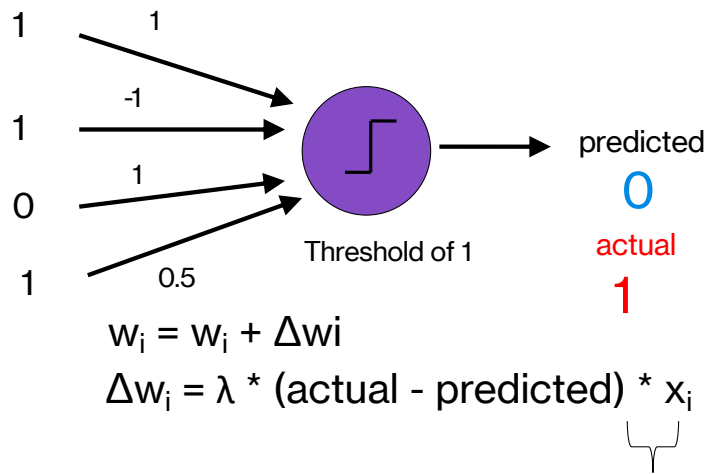 1
1
1
-1
0
1
1
0.5
Threshold of 1
predicted
0
actual
1
wᵢ = wᵢ + Δwi
Δwᵢ = λ * (actual - predicted) * xᵢ